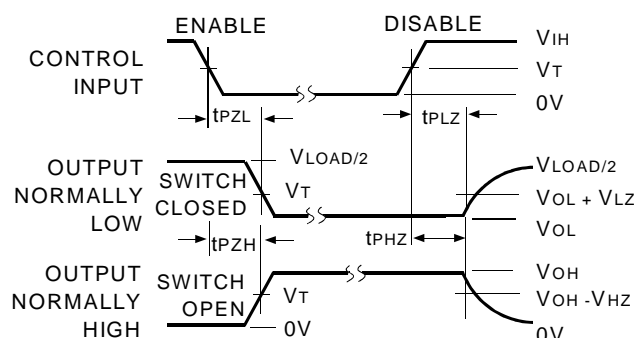 ENABLE
DISABLE
CONTROL
INPUT
VIH
VT
0V
tPZL
tPLZ
OUTPUT
NORMALLY
LOW
SWITCH
CLOSED
VLOAD/2
VT
VLOAD/2
VOL + VLZ
VOL
tPZH
tPHZ
OUTPUT
NORMALLY
HIGH
SWITCH
OPEN
VT
0V
VOH
VOH -VHZ
0V